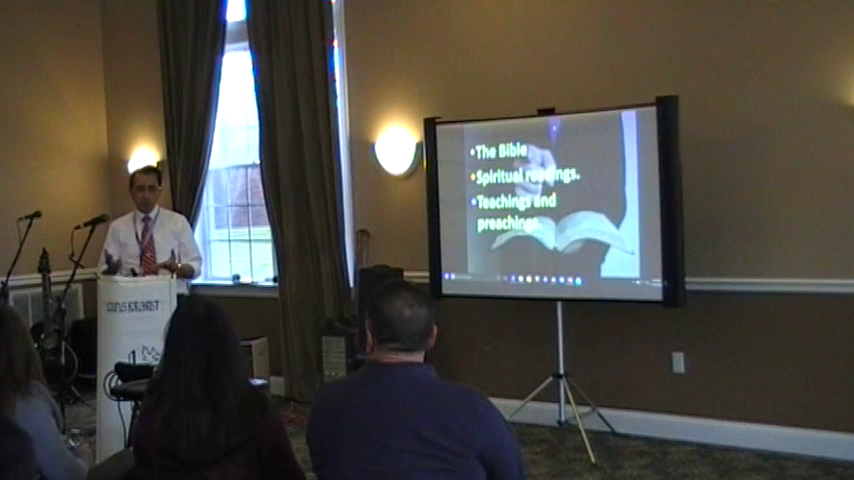 •The Bible
•Spiritual readings.
•Teachings and
preachings.